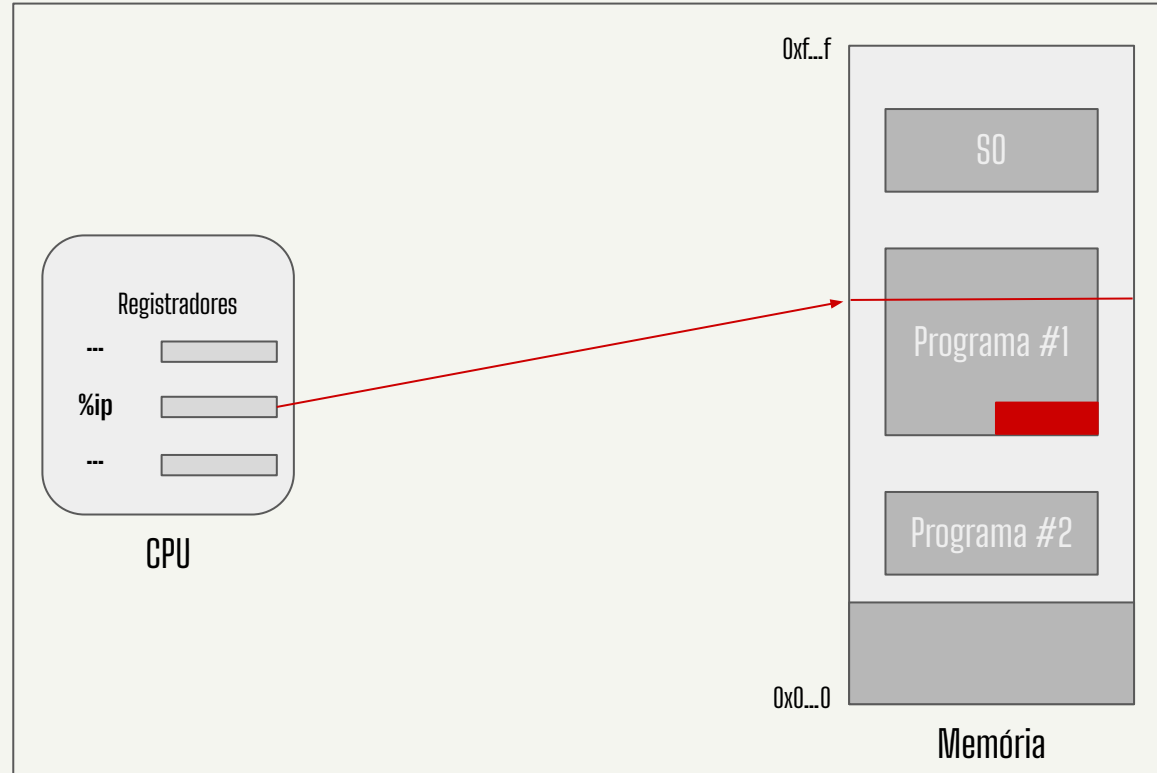 0xf...f
SO
Registradores
---
%ip
---
CPU
Programa #1
Programa #2
0x0...0
Memória